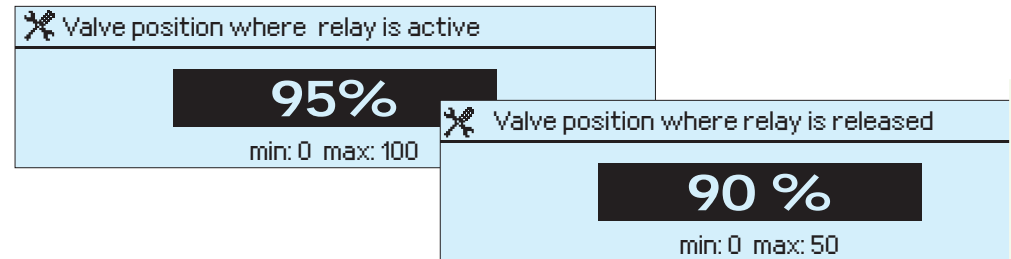 Valve position where relay is active
95%
min: 0 max: 100
Valve position where relay is released
90 %
min: 0 max: 50